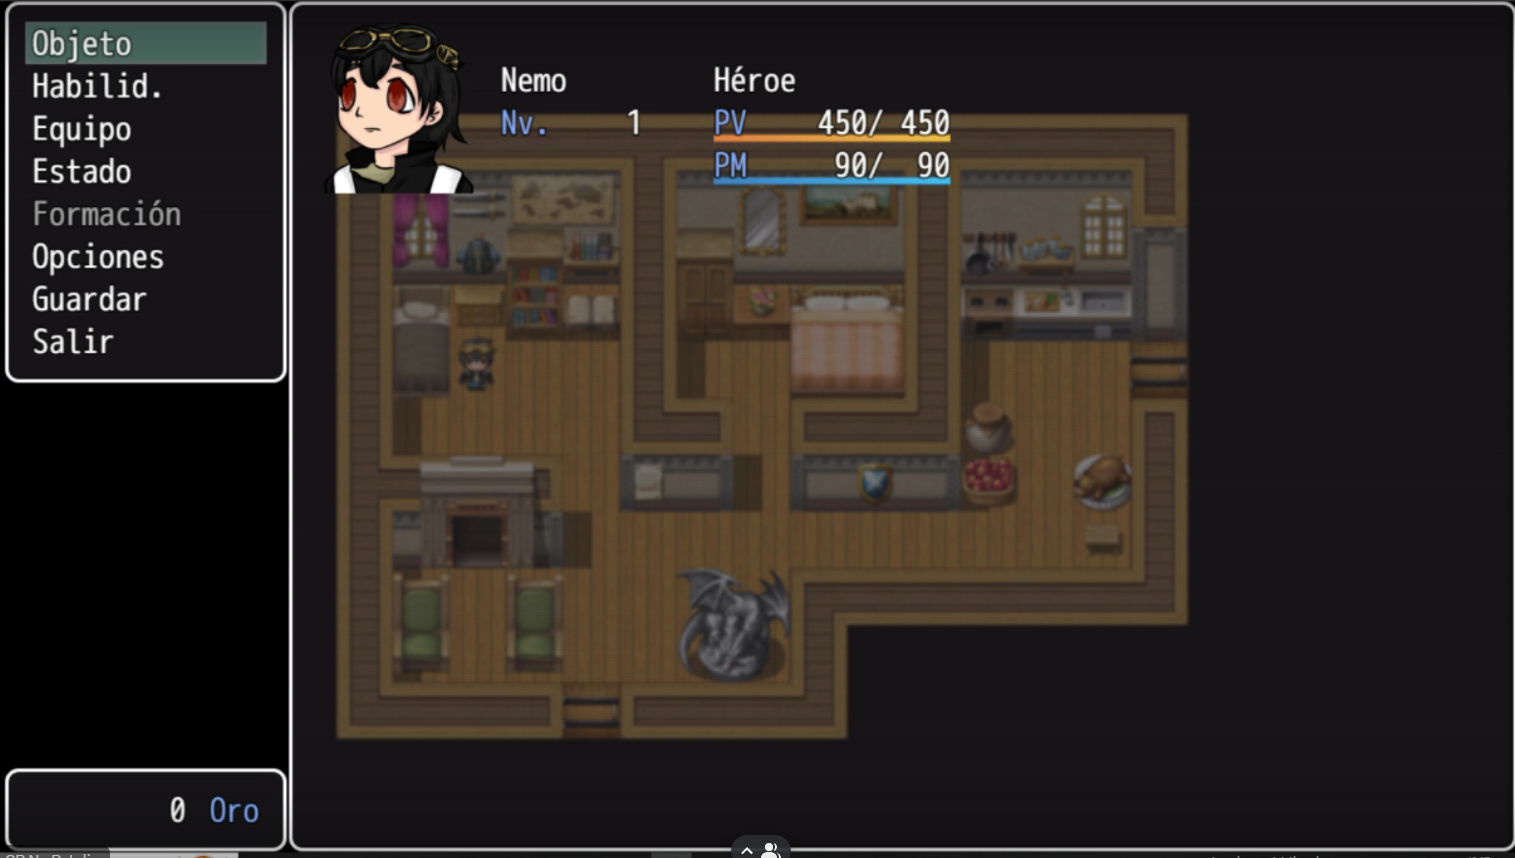 Objeto
Habilid.
Equipo
Estado
Formación
Opciones
Guardar
Salir
Nemo Héroe
Nv. 1 PV 450/ 450
PM 90/ 90
0 Oro